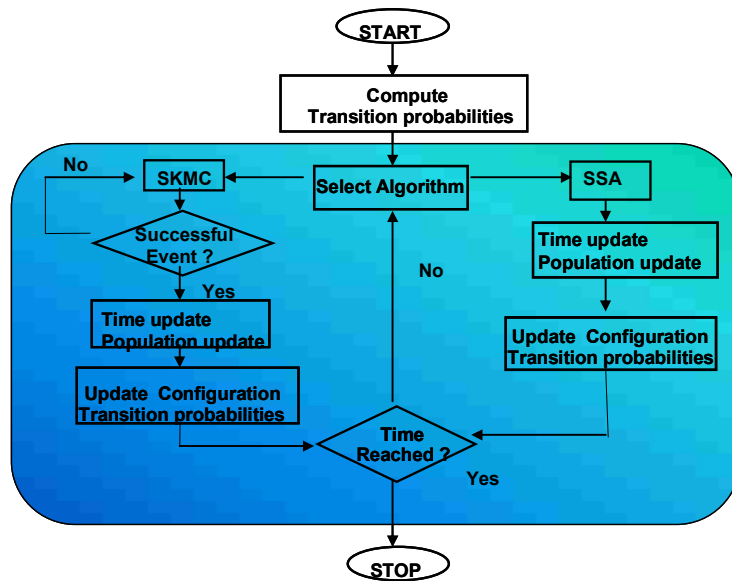 START
Compute
Transition probabilities
No
SKMC
Select Algorithm
SSA
Successful
Event ?
Time update
Population update
No
Yes
Time update
Population update
Update Configuration
Transition probabilities
Update Configuration
Transition probabilities
Time
Reached ?
Yes
STOP